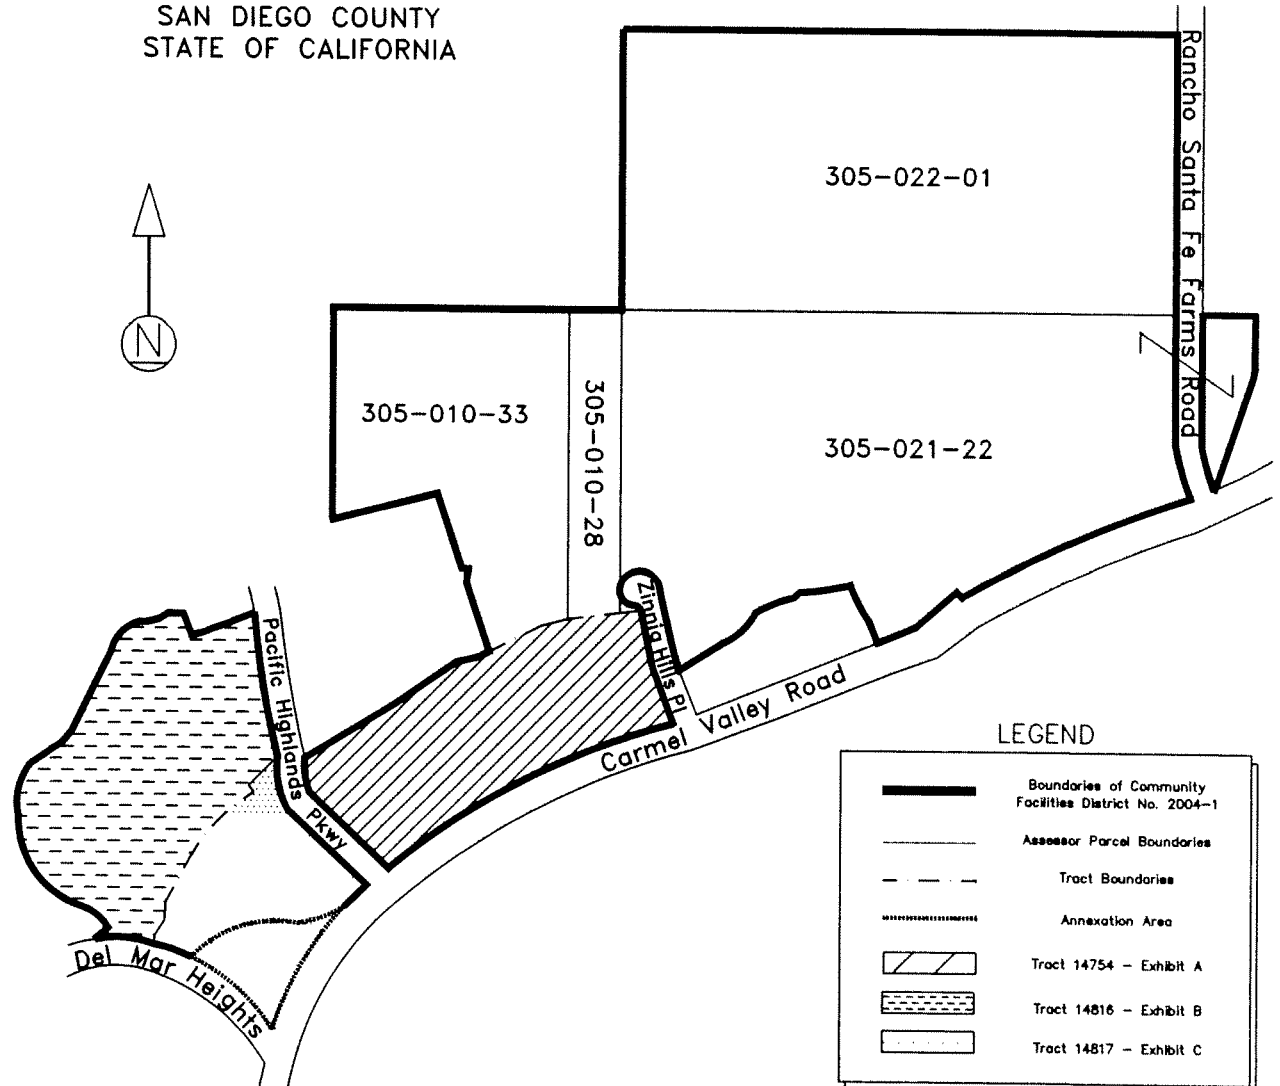 SAN DIEGO COUNTY
STATE OF CALIFORNIA
305-022-01
Rancho Santa Fe Farms Road
N
305-010-33
305-010-28
305-021-22
Zinnia Hills Pl
Pacific Highlands Pkwy
Carmel Valley Road
Del Mar Heights
LEGEND
Boundaries of Community
Facilities District No. 2004-1
Assessor Parcel Boundaries
Tract Boundaries
Annexation Area
Tract 14754 - Exhibit A
Tract 14816 - Exhibit B
Tract 14817 - Exhibit C